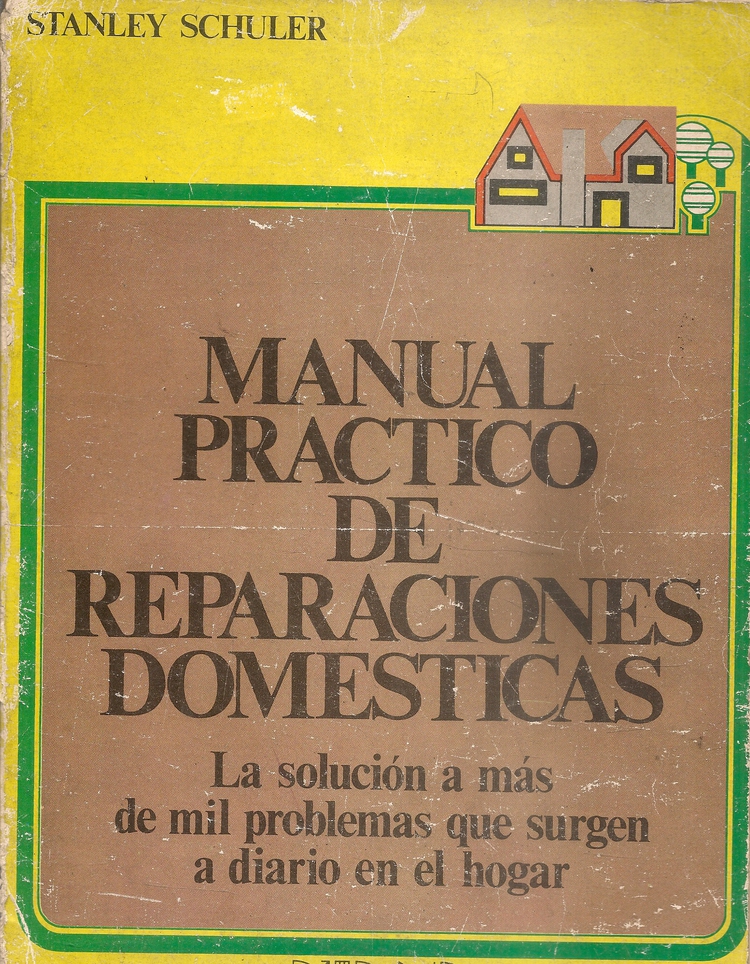 STANLEY SCHULER
MANUAL
PRACTICO
DE
REPARACIONES
DOMESTICAS
La solución a más
de mil problemas que surgen
a diario en el hogar